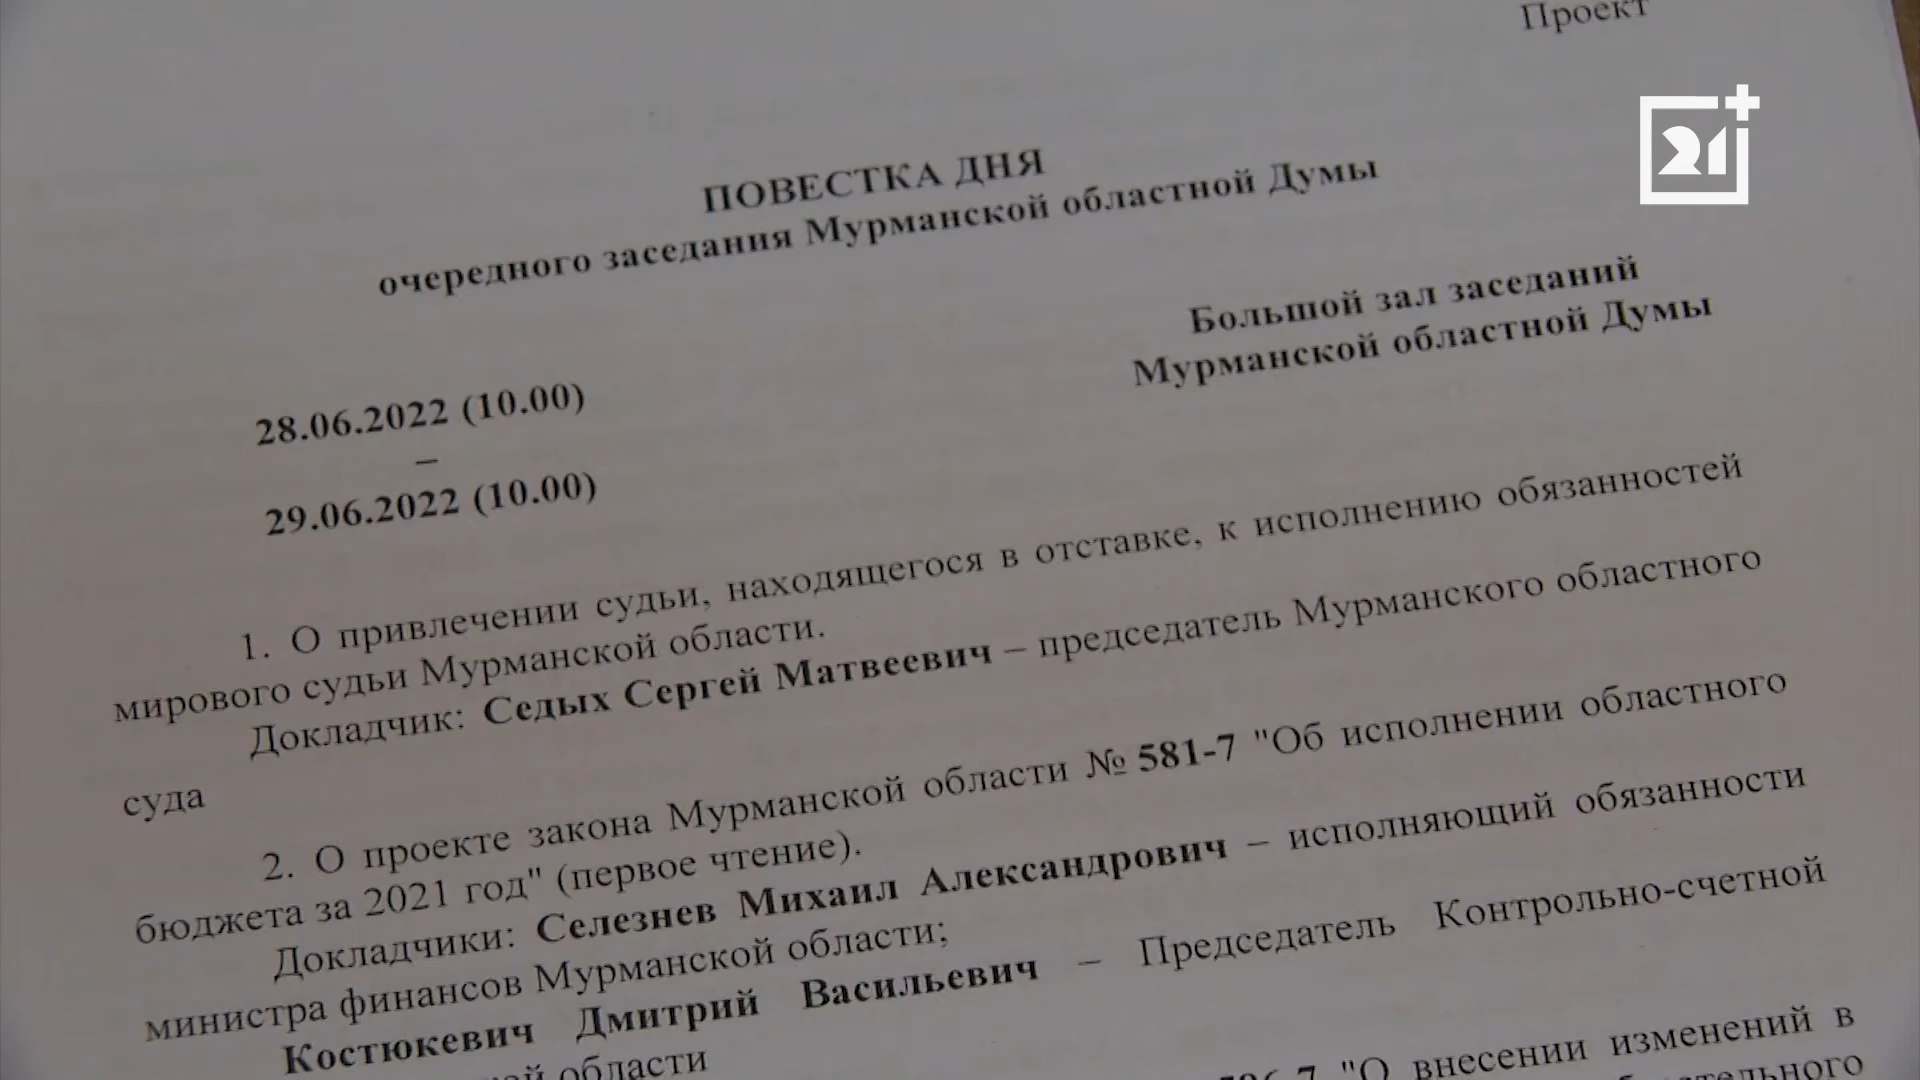 Проект
21+
ПОВЕСТКА ДНЯ
очередного заседания Мурманской областной Думы
Большой зал заседаний
Мурманской областной Думы
28.06.2022 (10.00)
–
29.06.2022 (10.00)
1. О привлечении судьи, находящегося в отставке, к исполнению обязанностей
мирового судьи Мурманской области.
Докладчик: Седых Сергей Матвеевич – председатель Мурманского областного
суда
2. О проекте закона Мурманской области № 581-7 "Об исполнении областного
бюджета за 2021 год" (первое чтение).
Докладчики: Селезнев Михаил Александрович – исполняющий обязанности
министра финансов Мурманской области;
Костюкевич Дмитрий Васильевич – Председатель Контрольно-счетной
области
"О внесении изменений в